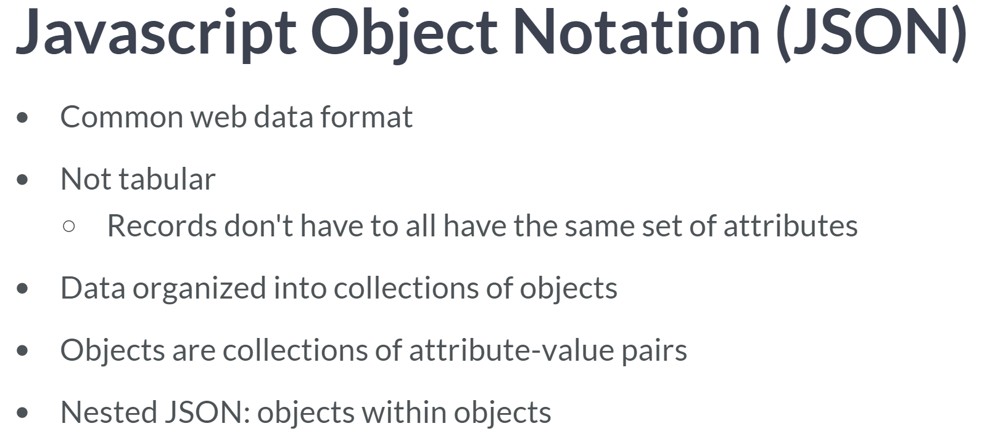 Javascript Object Notation (JSON)
• Common web data format
• Not tabular
○ Records don't have to all have the same set of attributes
• Data organized into collections of objects
• Objects are collections of attribute-value pairs
• Nested JSON: objects within objects